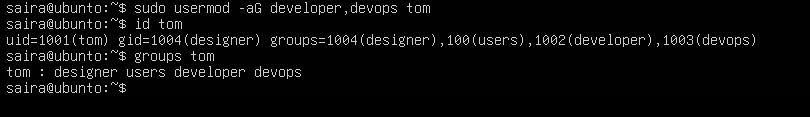 saira@ubunto:~$ sudo usermod -aG developer,devops tom
saira@ubunto:~$ id tom
uid=1001(tom) gid=1004(designer) groups=1004(designer),100(users),1002(developer),1003(devops)
saira@ubunto:~$ groups tom
tom : designer users developer devops
saira@ubunto:~$